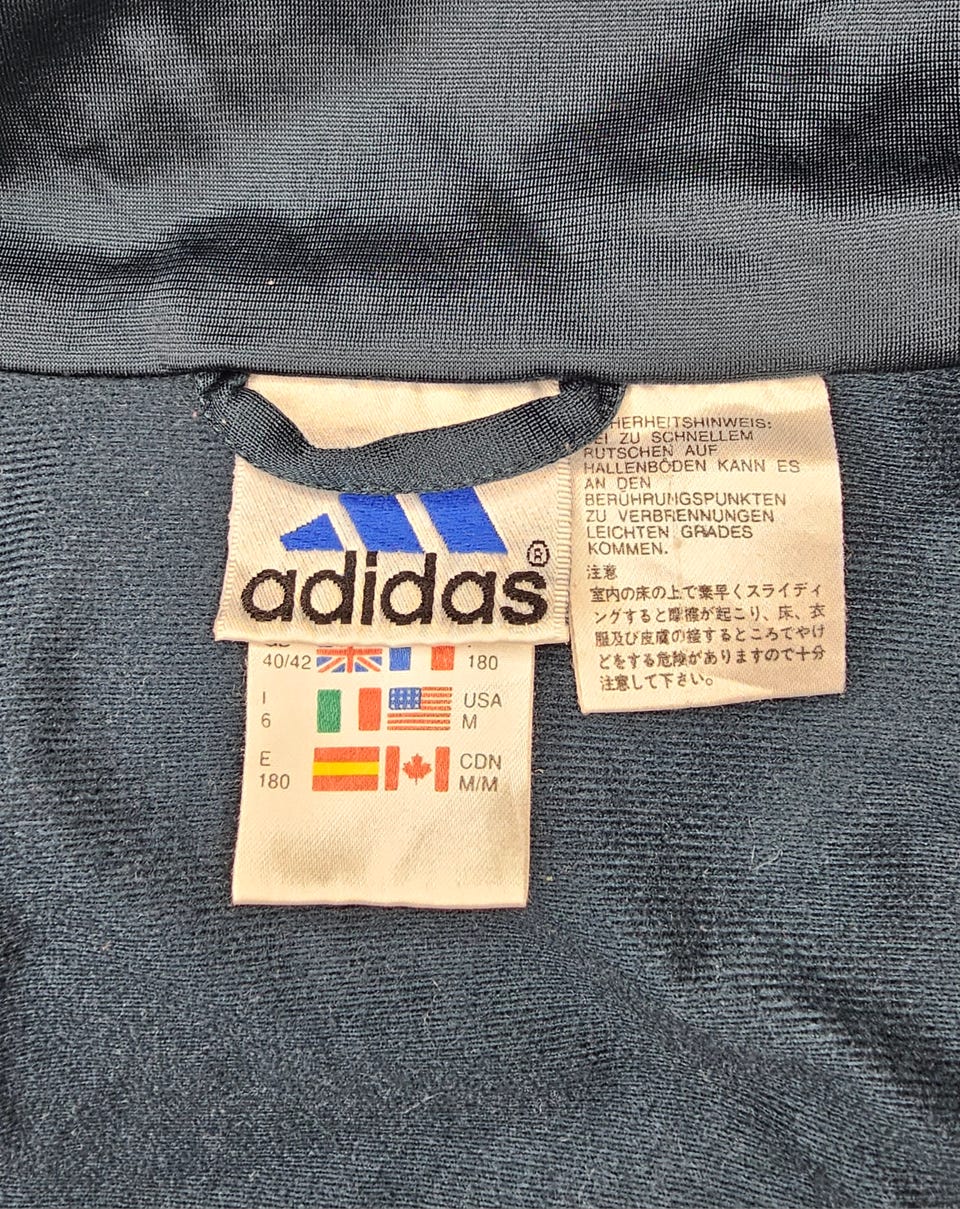 adidas®
40/42 180
I USA
6 M
E CDN
180 M/M
HERHEITSHINWEIS:
ZU SCHNELLEM
RUTSCHEN AUF
HALLENBÖDEN KANN ES
AN DEN
BERÜHRUNGSPUNKTEN
ZU VERBRENNUNGEN
LEICHTEN GRADES
KOMMEN.
注意
室内の床の上で素早くスライディ
ングすると摩擦が起こり、床、衣
服及び皮膚の接するところでやけ
どをする危険がありますので十分
注意して下さい。